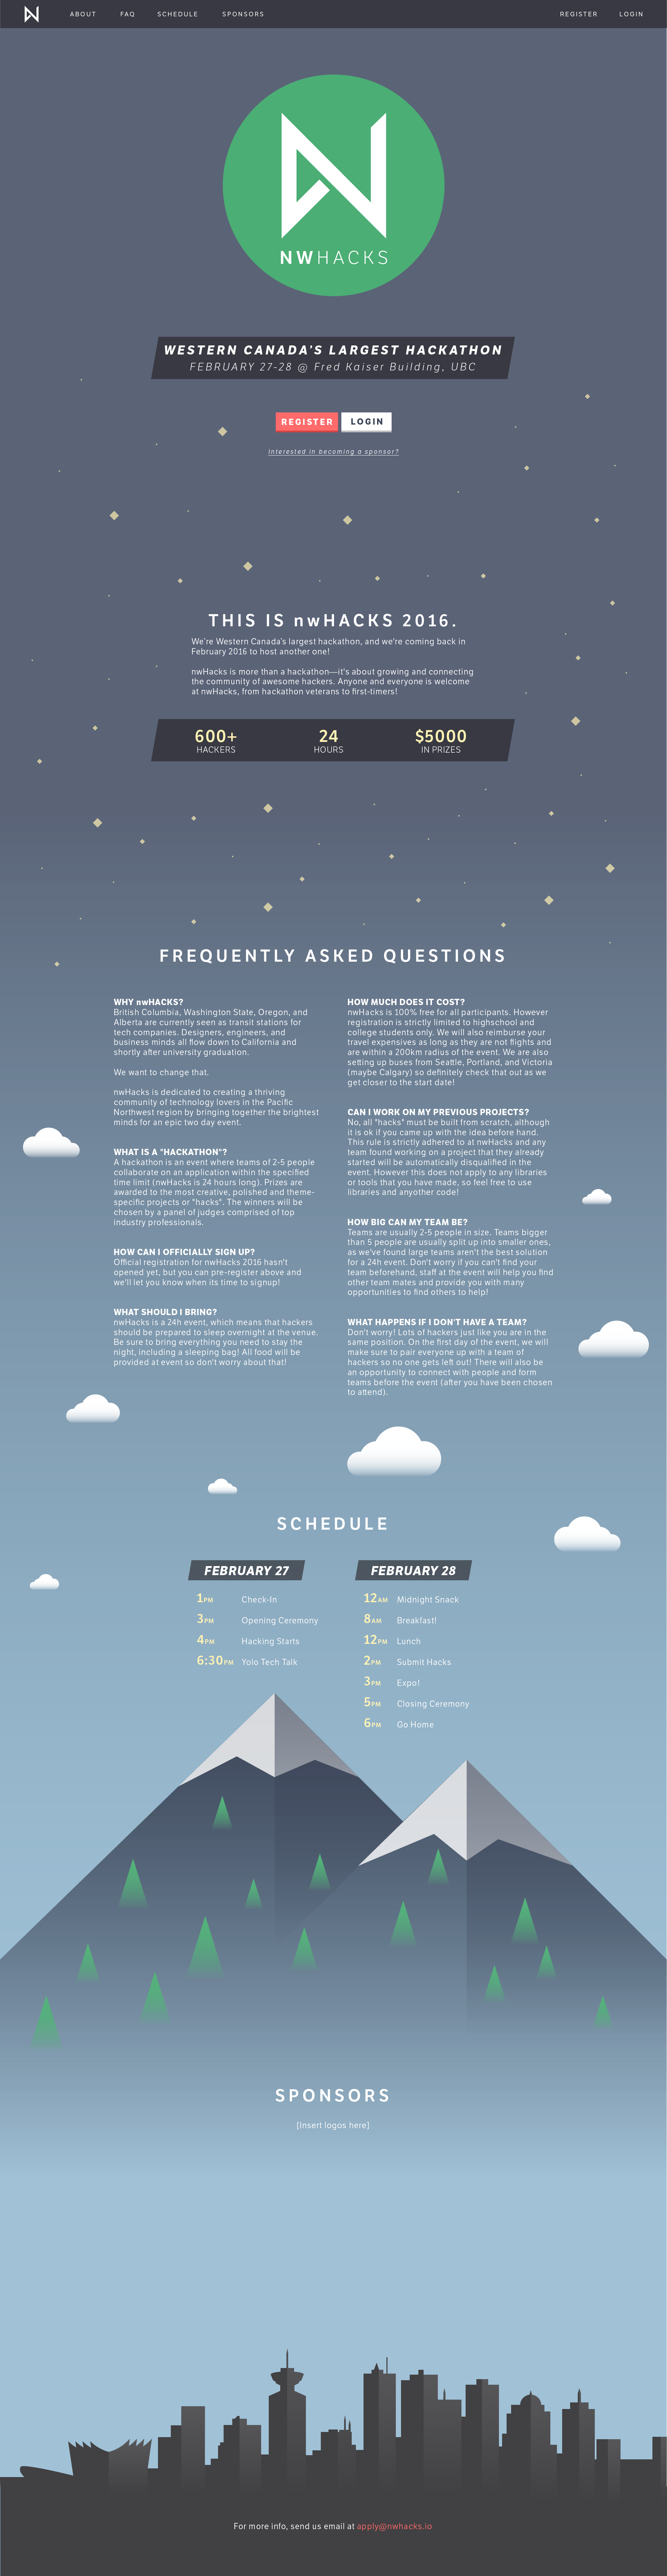 ABOUT FAQ SCHEDULE SPONSORS REGISTER LOGIN
NWHACKS
WESTERN CANADA'S LARGEST HACKATHON
FEBRUARY 27-28 @ Fred Kaiser Building, UBC
REGISTER LOGIN
Interested in becoming a sponsor?
THIS IS nwHACKS 2016.
We're Western Canada's largest hackathon, and we're coming back in
February 2016 to host another one!
nwHacks is more than a hackathon—it's about growing and connecting
the community of awesome hackers. Anyone and everyone is welcome
at nwHacks, from hackathon veterans to first-timers!
600+ 24 $5000
HACKERS HOURS IN PRIZES
FREQUENTLY ASKED QUESTIONS
WHY nwHACKS?
British Columbia, Washington State, Oregon, and
Alberta are currently seen as transit stations for
tech companies. Designers, engineers, and
business minds all flow down to California and
shortly after university graduation.
We want to change that.
nwHacks is dedicated to creating a thriving
community of technology lovers in the Pacific
Northwest region by bringing together the brightest
minds for an epic two day event.
WHAT IS A "HACKATHON"?
A hackathon is an event where teams of 2-5 people
collaborate on an application within the specified
time limit (nwHacks is 24 hours long). Prizes are
awarded to the most creative, polished and theme-
specific projects or "hacks". The winners will be
chosen by a panel of judges comprised of top
industry professionals.
HOW CAN I OFFICIALLY SIGN UP?
Official registration for nwHacks 2016 hasn't
opened yet, but you can pre-register above and
we'll let you know when its time to signup!
WHAT SHOULD I BRING?
nwHacks is a 24h event, which means that hackers
should be prepared to sleep overnight at the venue.
Be sure to bring everything you need to stay the
night, including a sleeping bag! All food will be
provided at event so don't worry about that!
HOW MUCH DOES IT COST?
nwHacks is 100% free for all participants. However
registration is strictly limited to highschool and
college students only. We will also reimburse your
travel expensives as long as they are not flights and
are within a 200km radius of the event. We are also
setting up buses from Seattle, Portland, and Victoria
(maybe Calgary) so definitely check that out as we
get closer to the start date!
CAN I WORK ON MY PREVIOUS PROJECTS?
No, all "hacks" must be built from scratch, although
it is ok if you came up with the idea before hand.
This rule is strictly adhered to at nwHacks and any
team found working on a project that they already
started will be automatically disqualified in the
event. However this does not apply to any libraries
or tools that you have made, so feel free to use
libraries and anyother code!
HOW BIG CAN MY TEAM BE?
Teams are usually 2-5 people in size. Teams bigger
than 5 people are usually split up into smaller ones,
as we've found large teams aren't the best solution
for a 24h event. Don't worry if you can't find your
team beforehand, staff at the event will help you find
other team mates and provide you with many
opportunities to find others to help!
WHAT HAPPENS IF I DON'T HAVE A TEAM?
Don't worry! Lots of hackers just like you are in the
same position. On the first day of the event, we will
make sure to pair everyone up with a team of
hackers so no one gets left out! There will also be
an opportunity to connect with people and form
teams before the event (after you have been chosen
to attend).
SCHEDULE
FEBRUARY 27
1PM Check-In
3PM Opening Ceremony
4PM Hacking Starts
6:30PM Yolo Tech Talk
FEBRUARY 28
12AM Midnight Snack
8AM Breakfast!
12PM Lunch
2PM Submit Hacks
3PM Expo!
5PM Closing Ceremony
6PM Go Home
SPONSORS
[Insert logos here]
For more info, send us email at apply@nwhacks.io